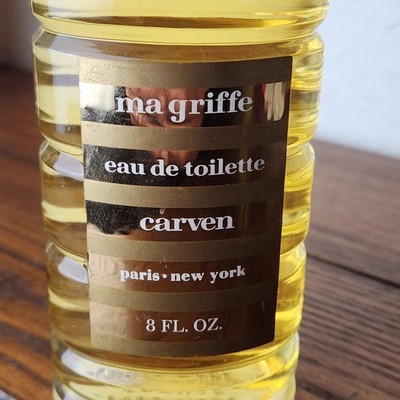 ma griffe
eau de toilette
carven
paris • new york
8 FL. OZ.